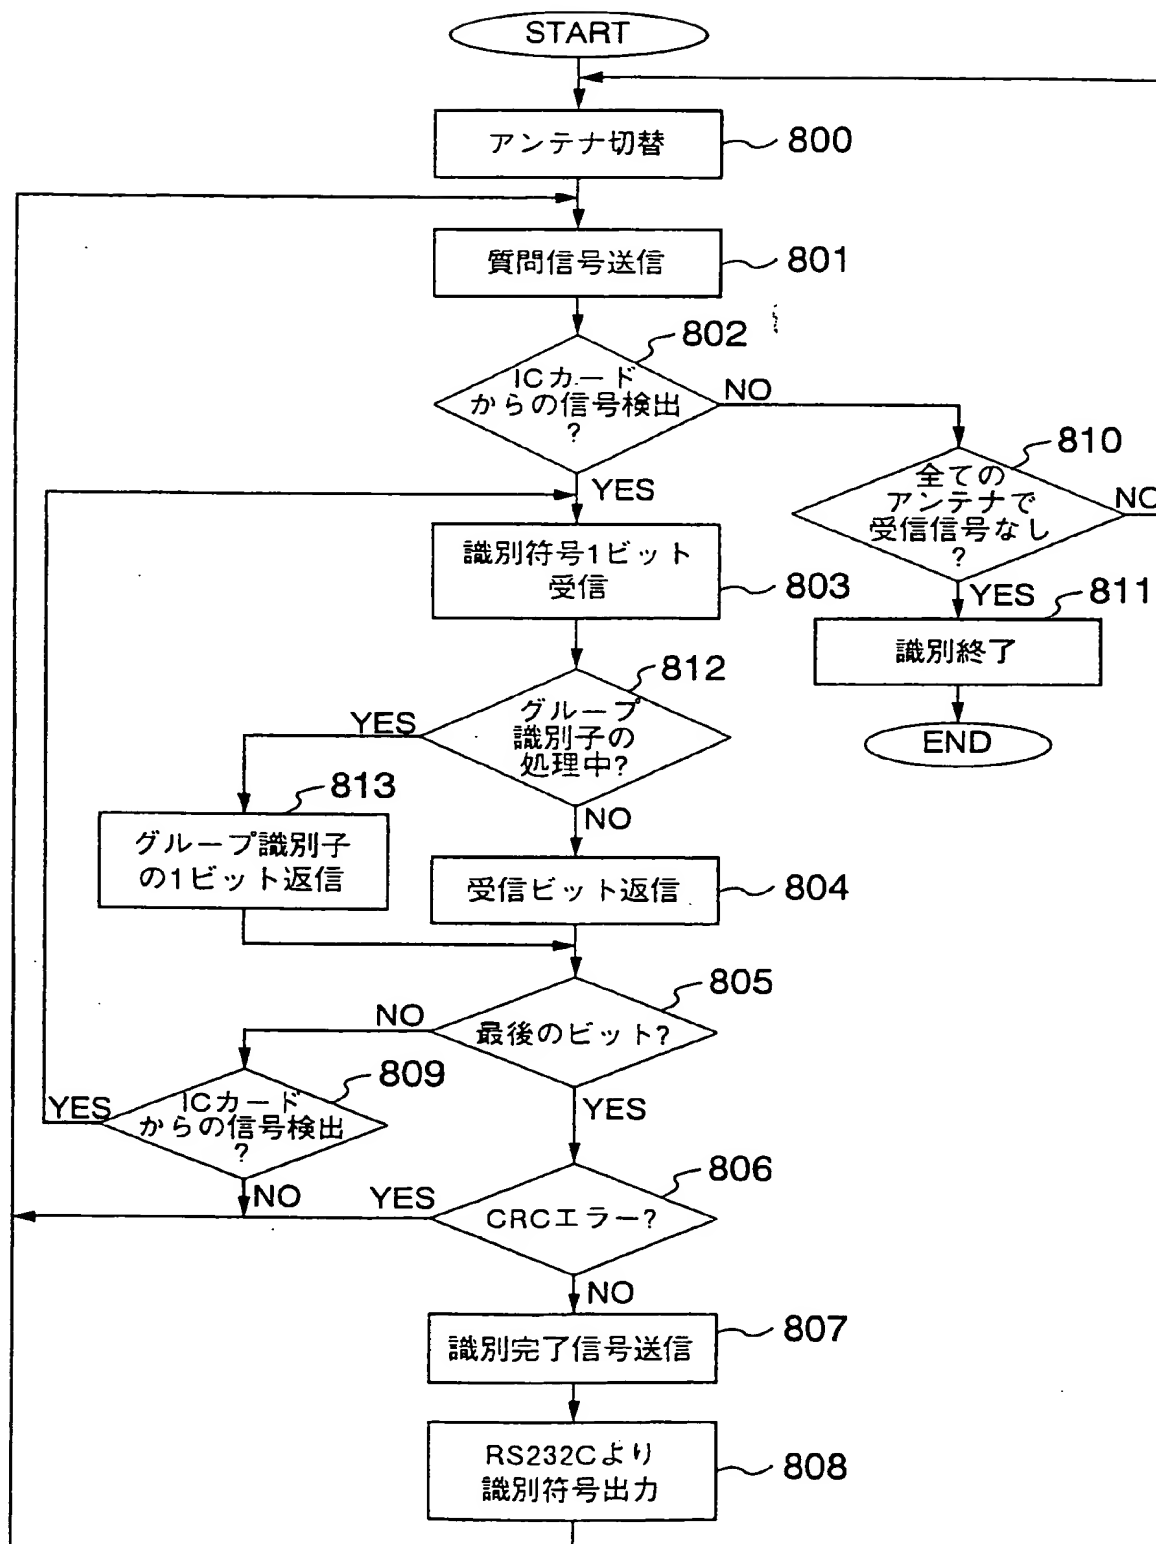 START
アンテナ切替
800
質問信号送信
801
802
ICカード
からの信号検出
?
NO
YES
810
全ての
アンテナで
受信信号なし
?
NO
YES
811
識別終了
END
識別符号1ビット
受信
803
812
グループ
識別子の
処理中?
YES
NO
813
グループ識別子
の1ビット返信
受信ビット返信
804
805
最後のビット?
NO
YES
809
ICカード
からの信号検出
?
YES
NO
806
CRCエラー?
YES
NO
識別完了信号送信
807
RS232Cより
識別符号出力
808